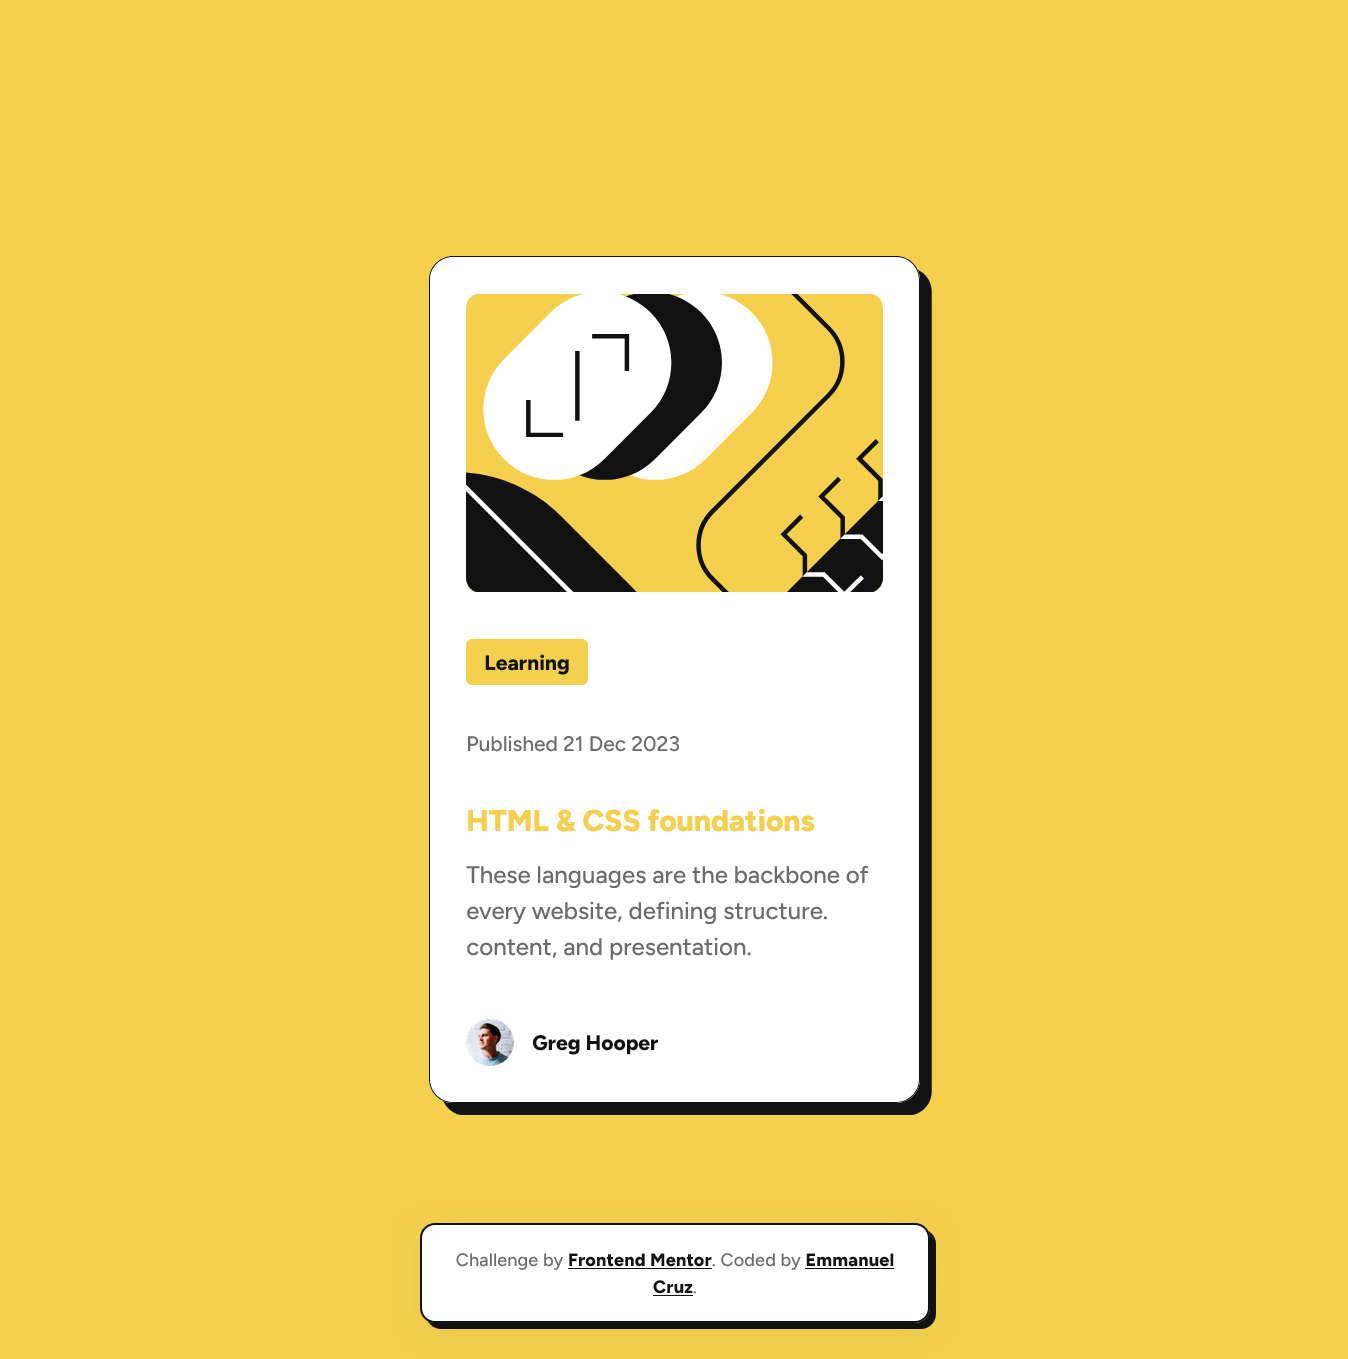 Learning
Published 21 Dec 2023
HTML & CSS foundations
These languages are the backbone of
every website, defining structure.
content, and presentation.
Greg Hooper
Challenge by Frontend Mentor. Coded by Emmanuel
Cruz.